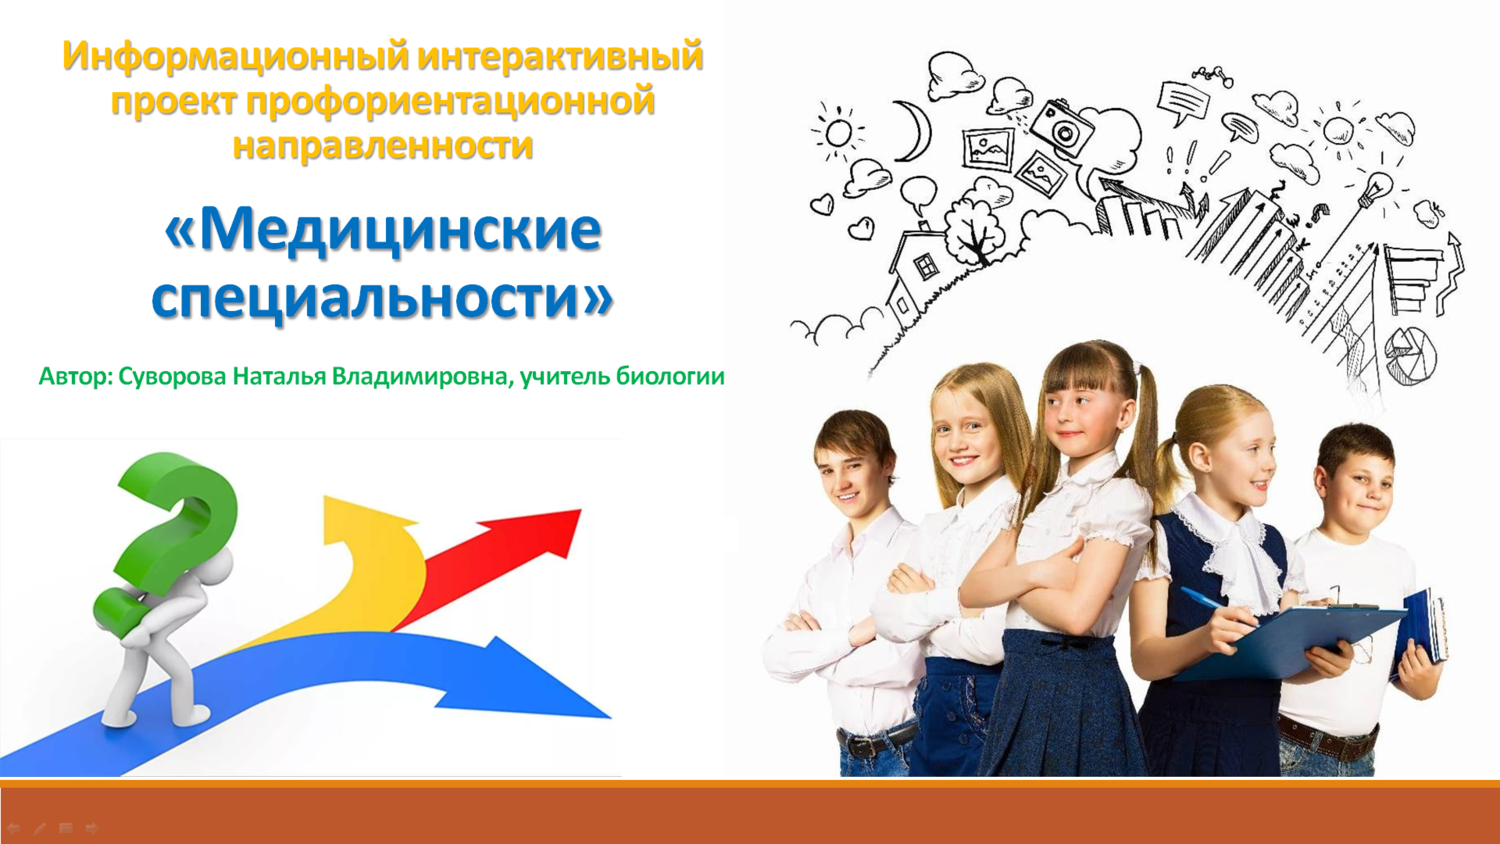 Информационный интерактивный
проект профориентационной
направленности
«Медицинские
специальности»
Автор: Суворова Наталья Владимировна, учитель биологии